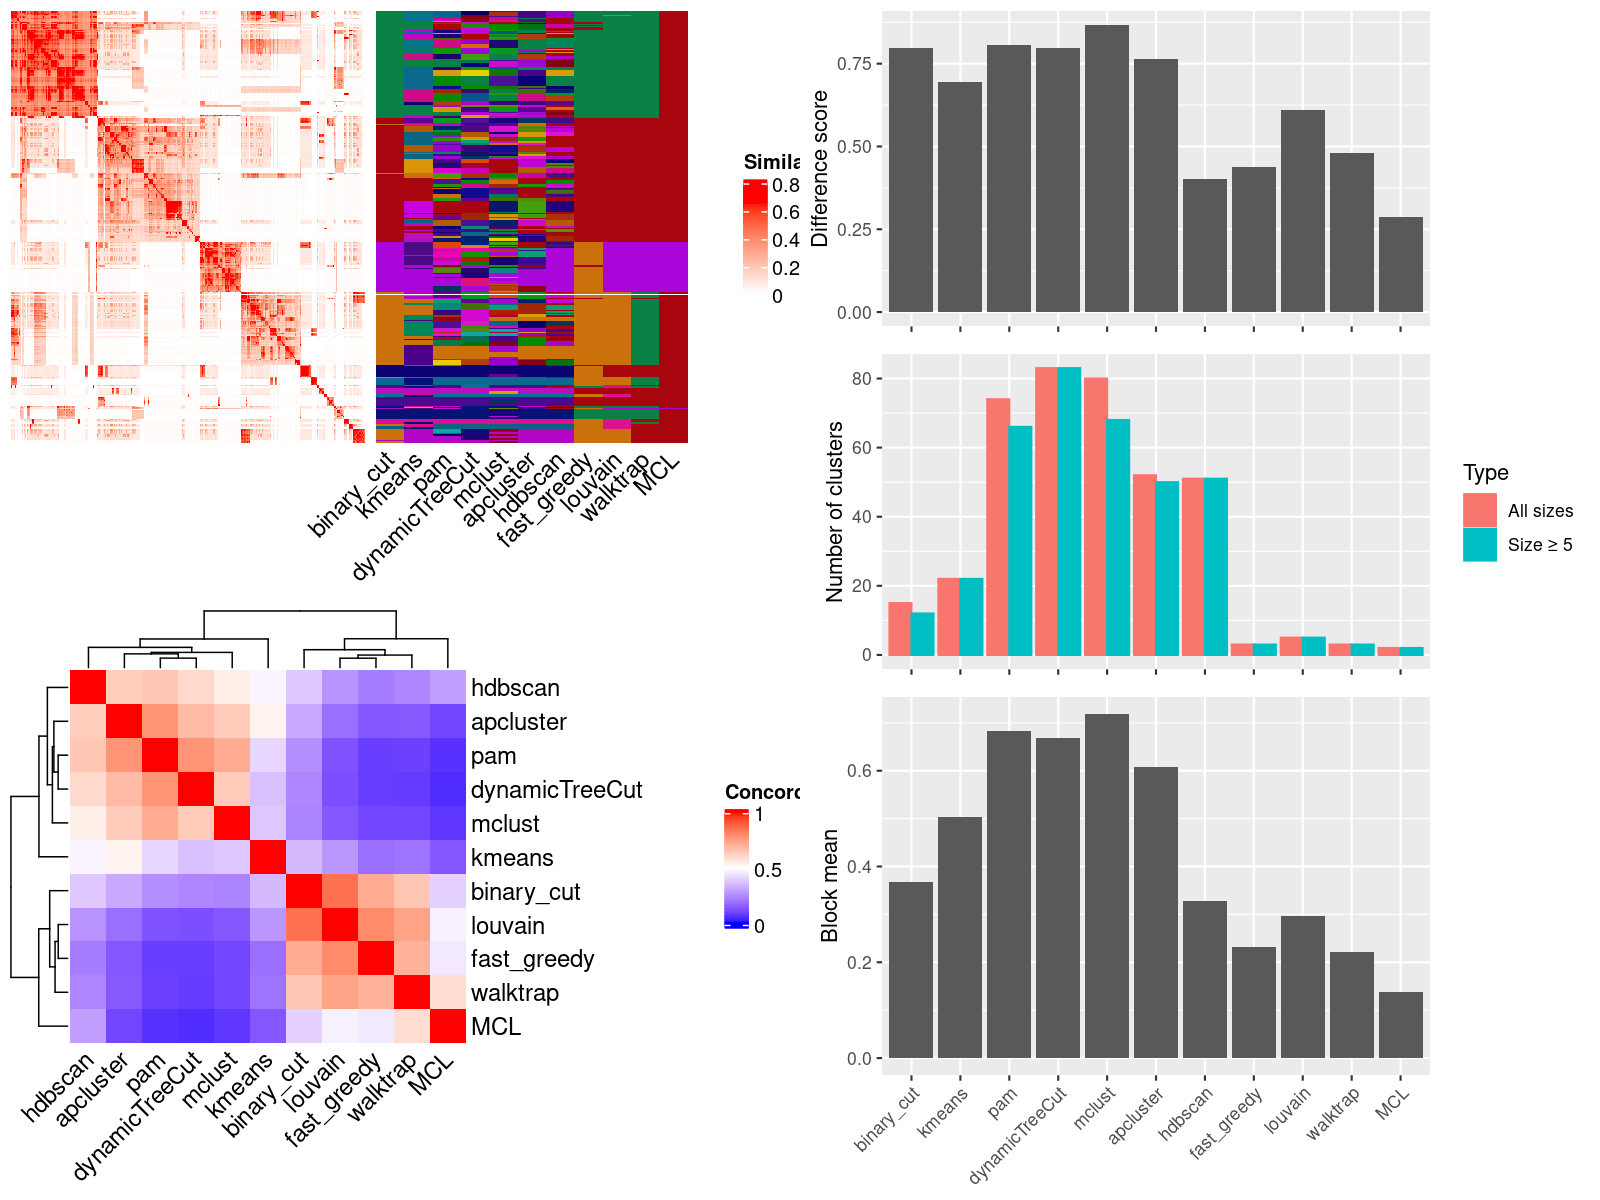 Simila
0.8
0.6
0.4
0.2
0
binary_cut
kmeans
pam
dynamicTreeCut
mclust
apcluster
hdbscan
fast_greedy
louvain
walktrap
MCL
hdbscan
apcluster
pam
dynamicTreeCut
mclust
kmeans
binary_cut
louvain
fast_greedy
walktrap
MCL
Concord
1
0.5
0
hdbscan
apcluster
pam
dynamicTreeCut
mclust
kmeans
binary_cut
louvain
fast_greedy
walktrap
MCL
Difference score
0.75
0.50
0.25
0.00
Number of clusters
80
60
40
20
0
Type
All sizes
Size ≥ 5
Block mean
0.6
0.4
0.2
0.0
binary_cut
kmeans
pam
dynamicTreeCut
mclust
apcluster
hdbscan
fast_greedy
louvain
walktrap
MCL